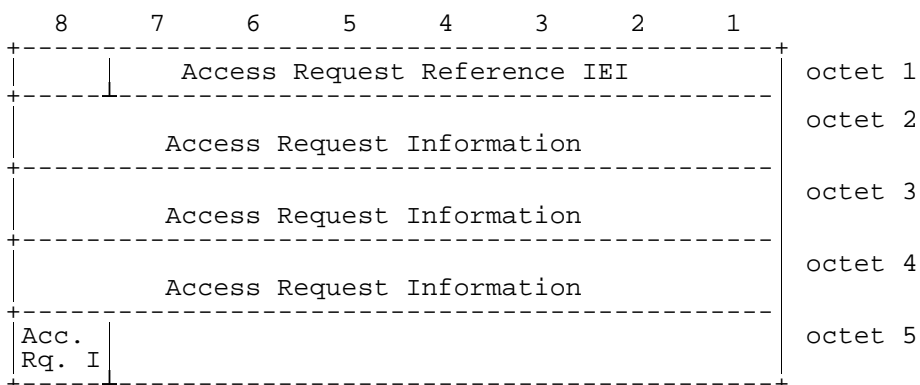 8 7 6 5 4 3 2 1
Access Request Reference IEI octet 1
octet 2
Access Request Information
octet 3
Access Request Information
octet 4
Access Request Information
Acc. octet 5
Rq. I